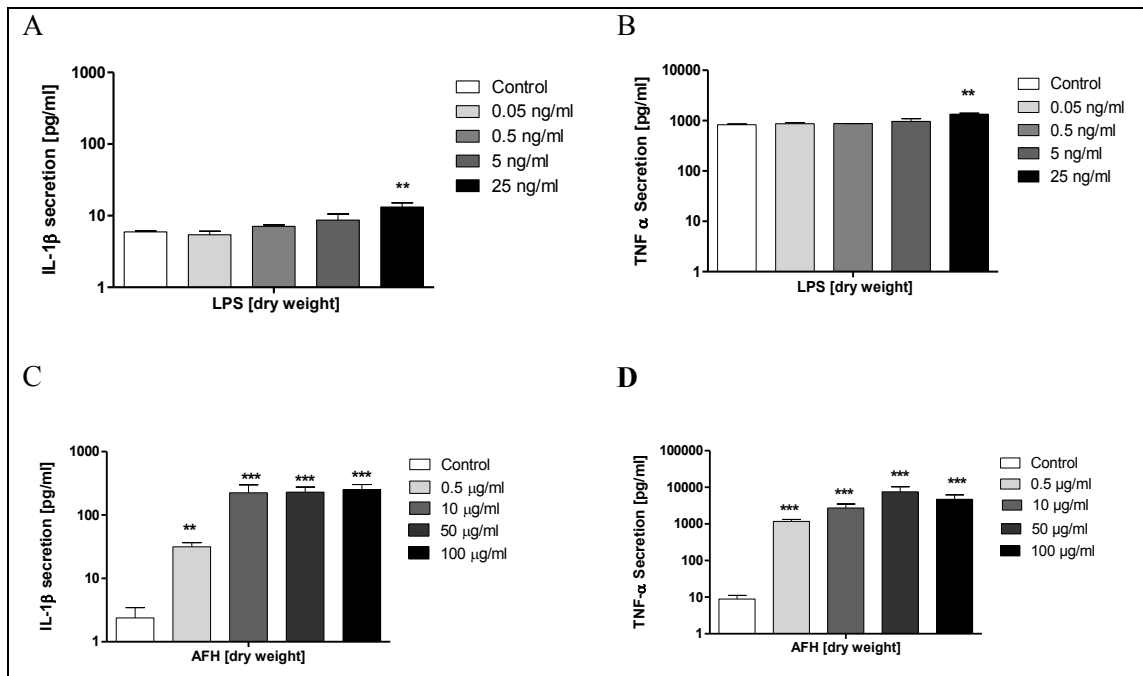 A
IL-1β secretion [pg/ml]
1000
100
10
1
**
LPS [dry weight]
Control
0.05 ng/ml
0.5 ng/ml
5 ng/ml
25 ng/ml
B
TNF α Secretion [pg/ml]
10000
1000
100
10
1
**
LPS [dry weight]
Control
0.05 ng/ml
0.5 ng/ml
5 ng/ml
25 ng/ml
C
IL-1β secretion [pg/ml]
1000
100
10
1
**
***
***
***
AFH [dry weight]
Control
0.5 µg/ml
10 µg/ml
50 µg/ml
100 µg/ml
D
TNF-α Secretion [pg/ml]
100000
10000
1000
100
10
1
***
***
***
***
AFH [dry weight]
Control
0.5 µg/ml
10 µg/ml
50 µg/ml
100 µg/ml